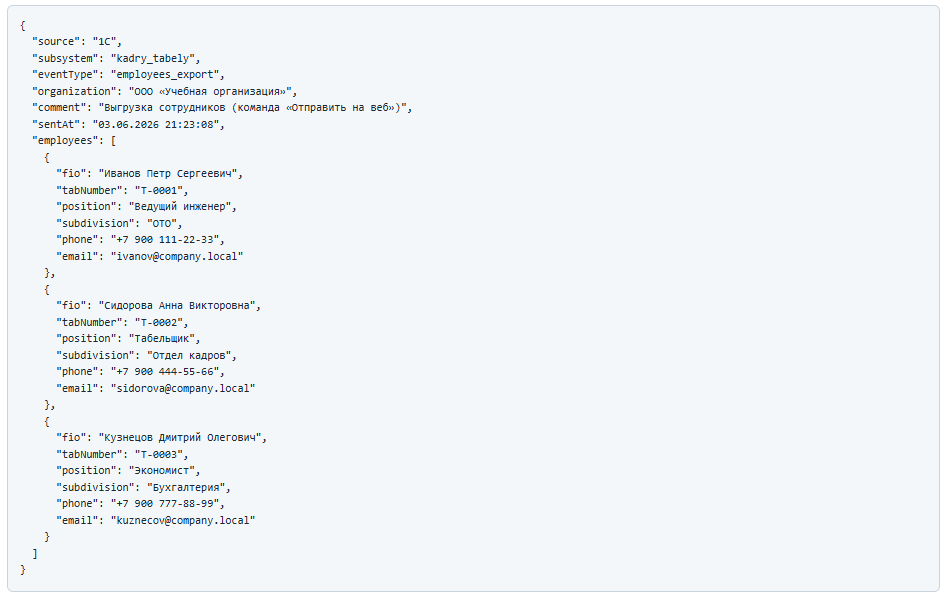 {
  "source": "1C",
  "subsystem": "kadry_tabely",
  "eventType": "employees_export",
  "organization": "ООО «Учебная организация»",
  "comment": "Выгрузка сотрудников (команда «Отправить на веб»)",
  "sentAt": "03.06.2026 21:23:08",
  "employees": [
    {
      "fio": "Иванов Петр Сергеевич",
      "tabNumber": "Т-0001",
      "position": "Ведущий инженер",
      "subdivision": "ОТО",
      "phone": "+7 900 111-22-33",
      "email": "ivanov@company.local"
    },
    {
      "fio": "Сидорова Анна Викторовна",
      "tabNumber": "Т-0002",
      "position": "Табельщик",
      "subdivision": "Отдел кадров",
      "phone": "+7 900 444-55-66",
      "email": "sidorova@company.local"
    },
    {
      "fio": "Кузнецов Дмитрий Олегович",
      "tabNumber": "Т-0003",
      "position": "Экономист",
      "subdivision": "Бухгалтерия",
      "phone": "+7 900 777-88-99",
      "email": "kuznecov@company.local"
    }
  ]
}